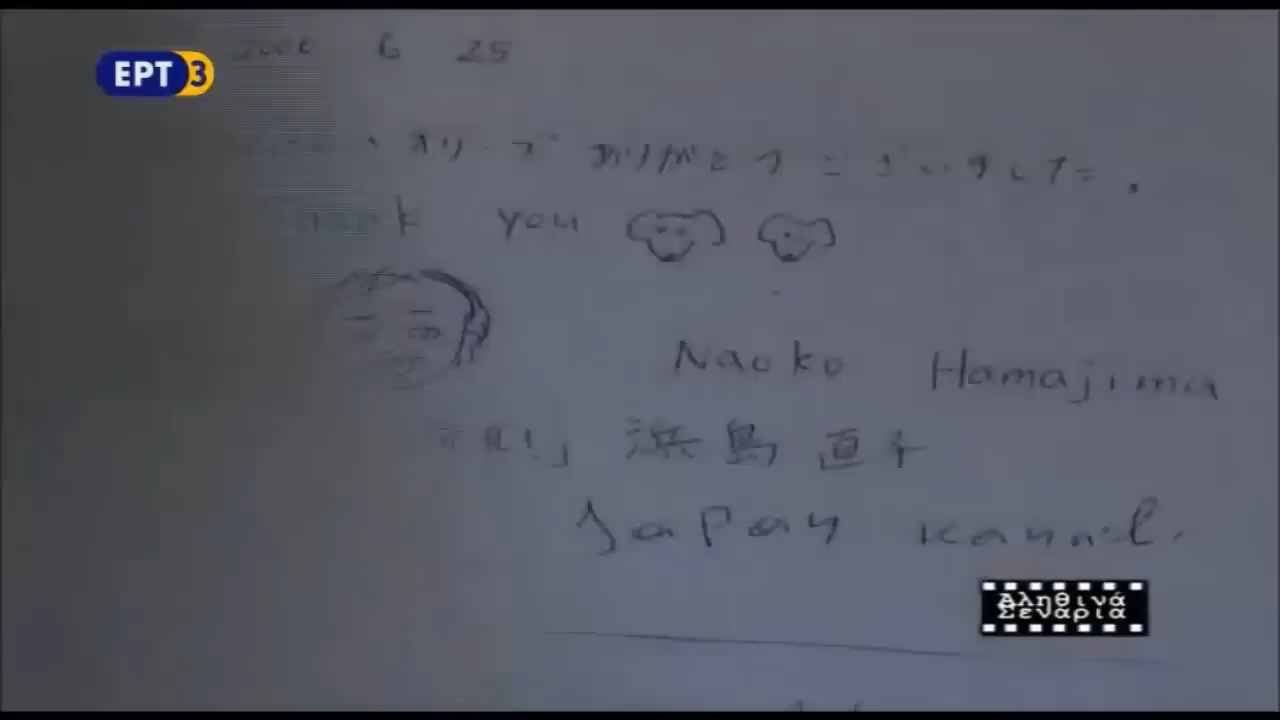 6 25
ΕΡΤ3
・オリーブ ありがとうございました。
Thank you
Naoko Hamajima
浜島 直子
Japan
Αληθινά
Σενάρια